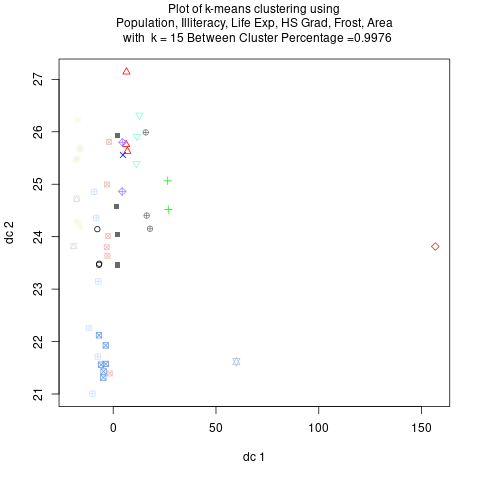 Plot of k-means clustering using
Population, Illiteracy, Life Exp, HS Grad, Frost, Area
with k = 15 Between Cluster Percentage =0.9976
27
26
25
24
23
22
21
dc 2
0 50 100 150
dc 1